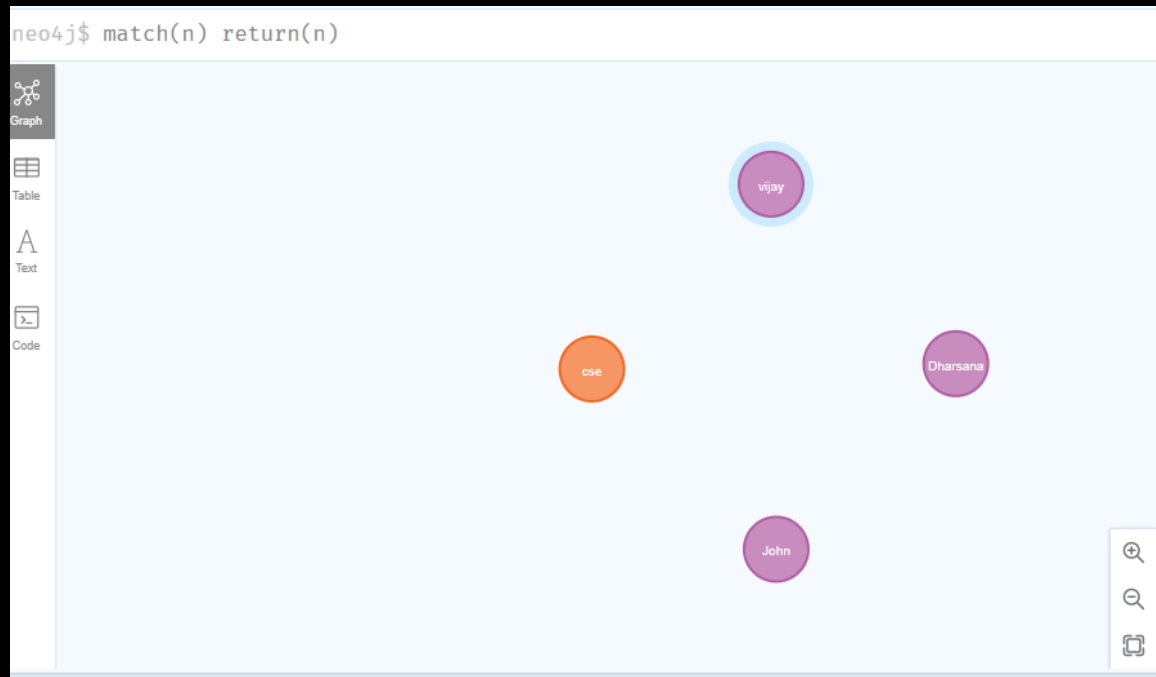 neo4j$ match(n) return(n)
Graph
Table
A
Text
Code
vijay
cse
Dharsana
John